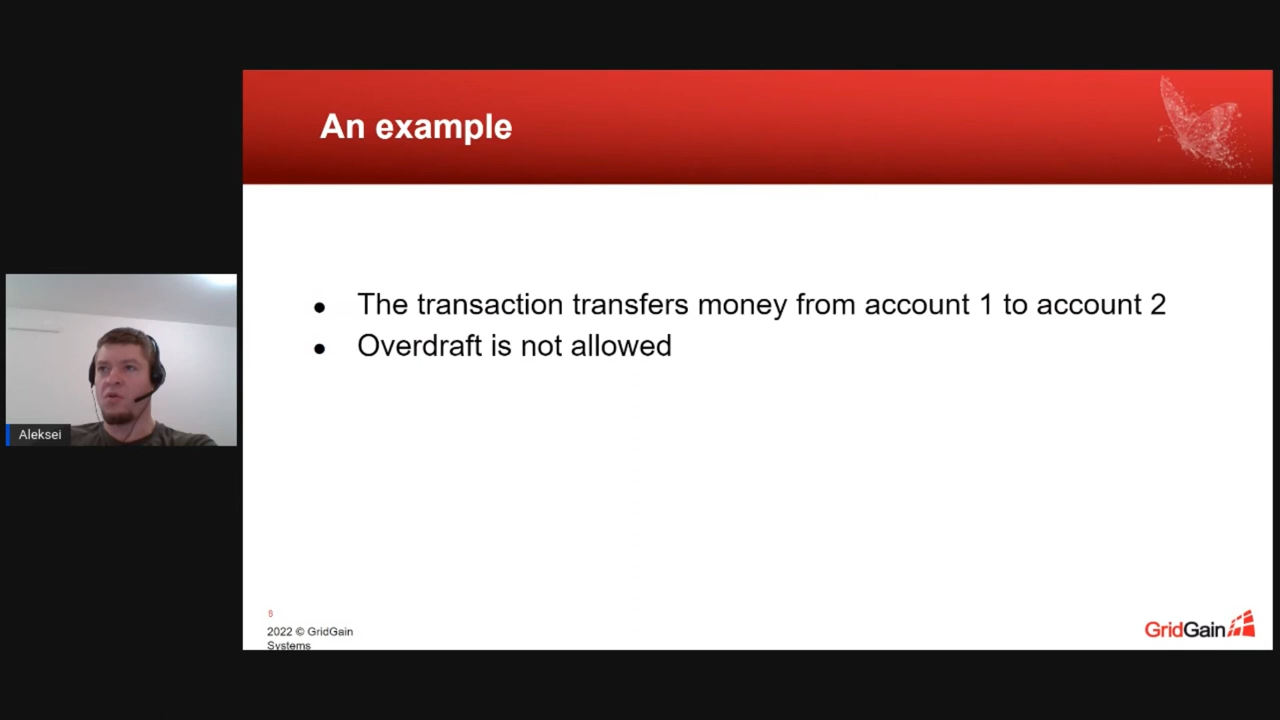 An example
● The transaction transfers money from account 1 to account 2
● Overdraft is not allowed
Aleksei
6
2022 © GridGain
Systems
GridGain